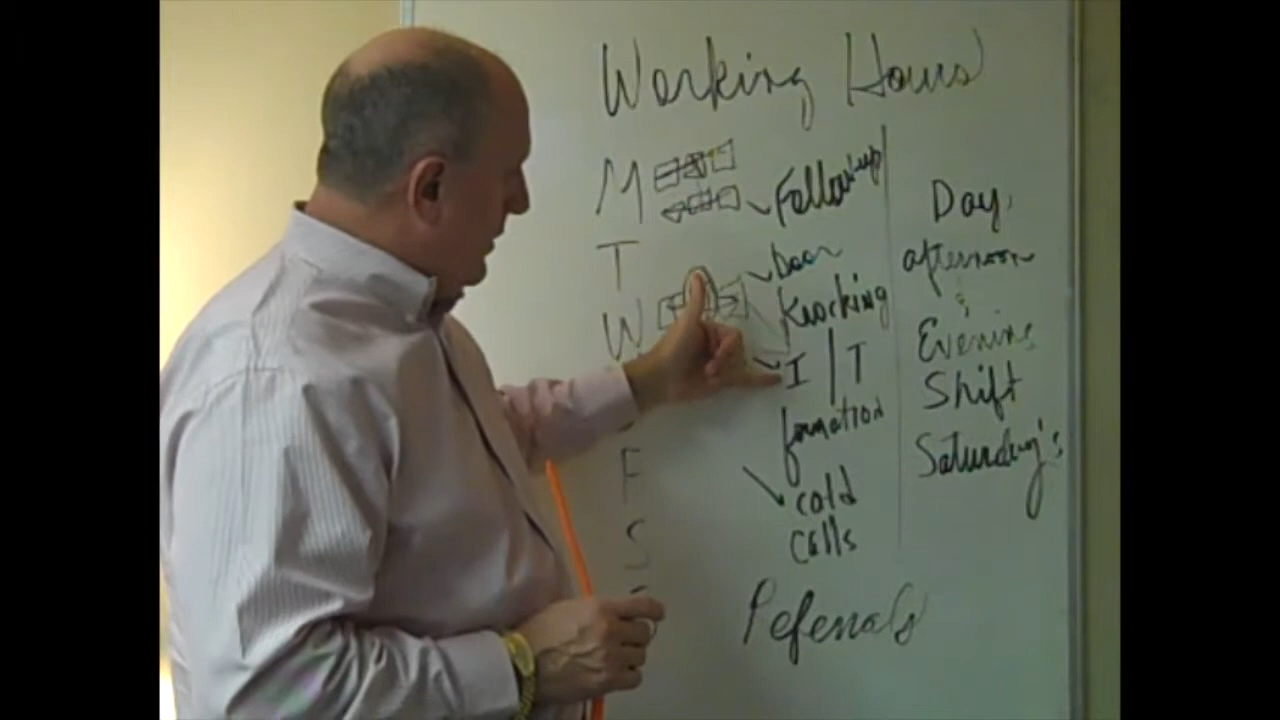 Working Hours
M
Follow-up
T
Door
W
Knocking
I | T
formation
F
cold
S
calls
Day,
afternoon
&
Evening
Shift
Saturday's
Referrals